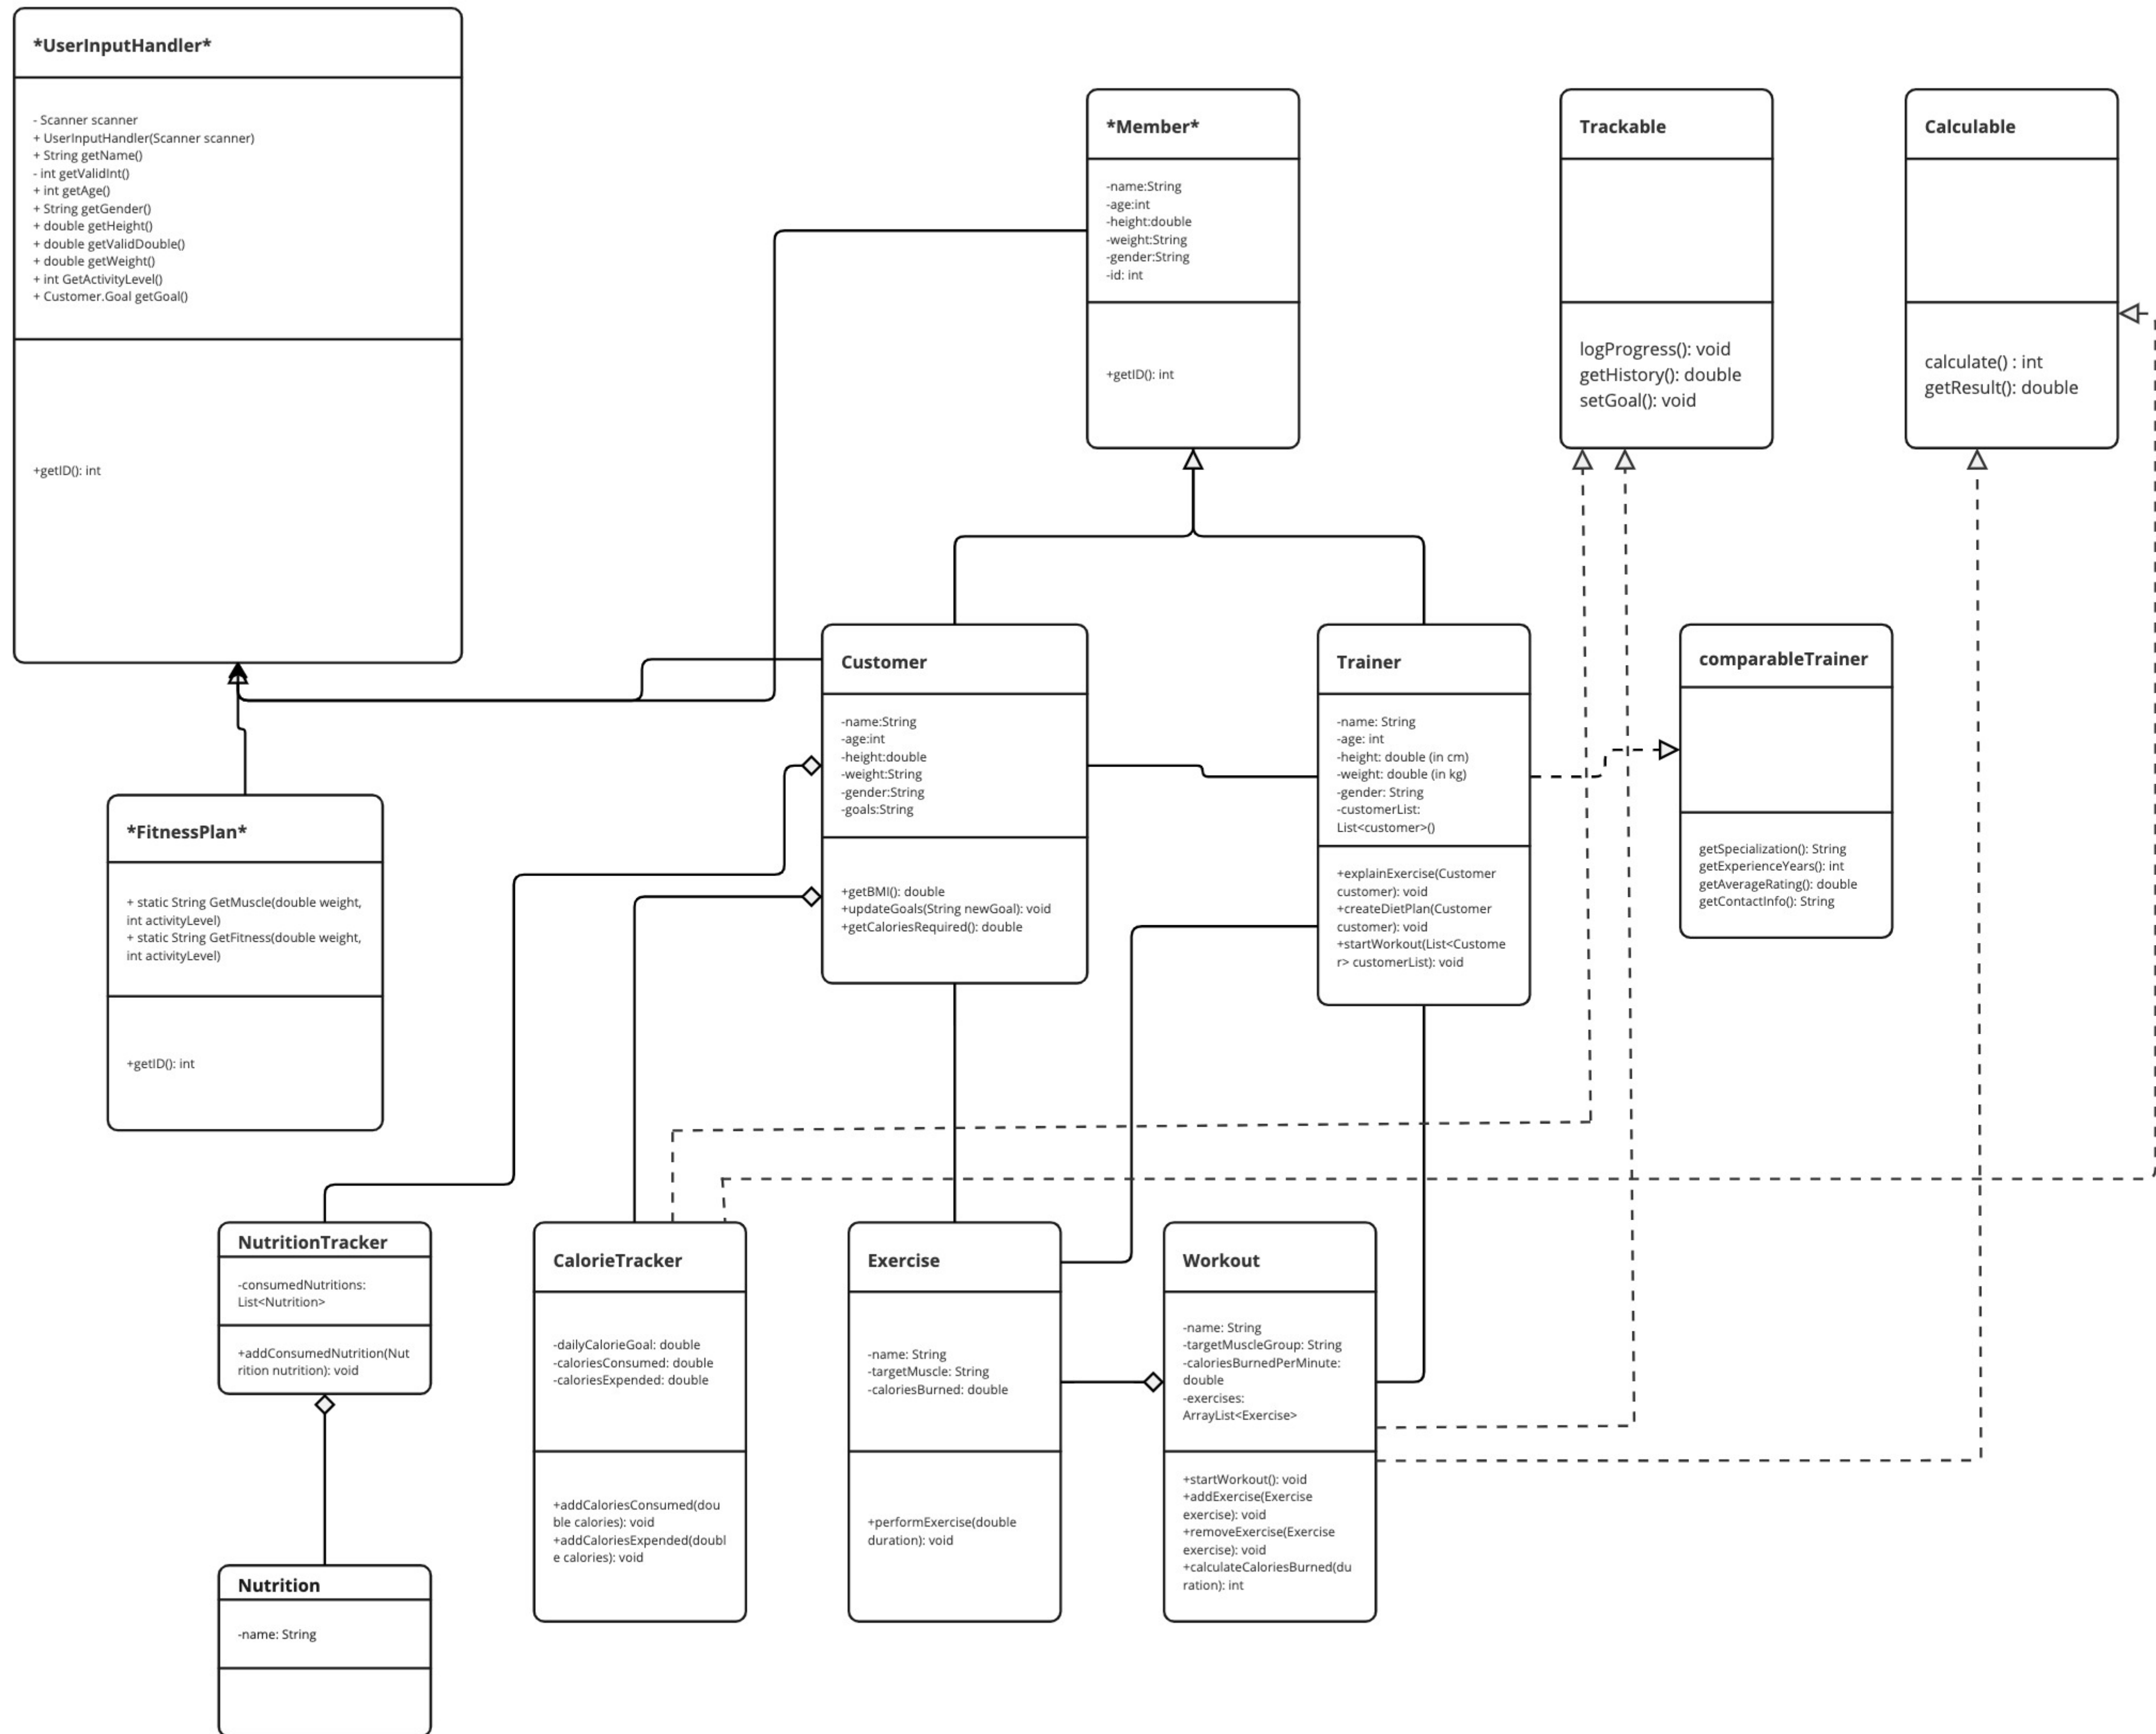 *UserInputHandler*
- Scanner scanner
+ UserInputHandler(Scanner scanner)
+ String getName()
- int getValidInt()
+ int getAge()
+ String getGender()
+ double getHeight()
+ double getValidDouble()
+ double getWeight()
+ int GetActivityLevel()
+ Customer.Goal getGoal()
+getID(): int
*Member*
-name:String
-age:int
-height:double
-weight:String
-gender:String
-id: int
+getID(): int
Trackable
logProgress(): void
getHistory(): double
setGoal(): void
Calculable
calculate() : int
getResult(): double
*FitnessPlan*
+ static String GetMuscle(double weight,
int activityLevel)
+ static String GetFitness(double weight,
int activityLevel)
+getID(): int
Customer
-name:String
-age:int
-height:double
-weight:String
-gender:String
-goals:String
+getBMI(): double
+updateGoals(String newGoal): void
+getCaloriesRequired(): double
Trainer
-name: String
-age: int
-height: double (in cm)
-weight: double (in kg)
-gender: String
-customerList:
List<customer>()
+explainExercise(Customer
customer): void
+createDietPlan(Customer
customer): void
+startWorkout(List<Custome
r> customerList): void
comparableTrainer
getSpecialization(): String
getExperienceYears(): int
getAverageRating(): double
getContactInfo(): String
NutritionTracker
-consumedNutritions:
List<Nutrition>
+addConsumedNutrition(Nut
rition nutrition): void
CalorieTracker
-dailyCalorieGoal: double
-caloriesConsumed: double
-caloriesExpended: double
+addCaloriesConsumed(dou
ble calories): void
+addCaloriesExpended(doubl
e calories): void
Exercise
-name: String
-targetMuscle: String
-caloriesBurned: double
+performExercise(double
duration): void
Workout
-name: String
-targetMuscleGroup: String
-caloriesBurnedPerMinute:
double
-exercises:
ArrayList<Exercise>
+startWorkout(): void
+addExercise(Exercise
exercise): void
+removeExercise(Exercise
exercise): void
+calculateCaloriesBurned(du
ration): int
Nutrition
-name: String